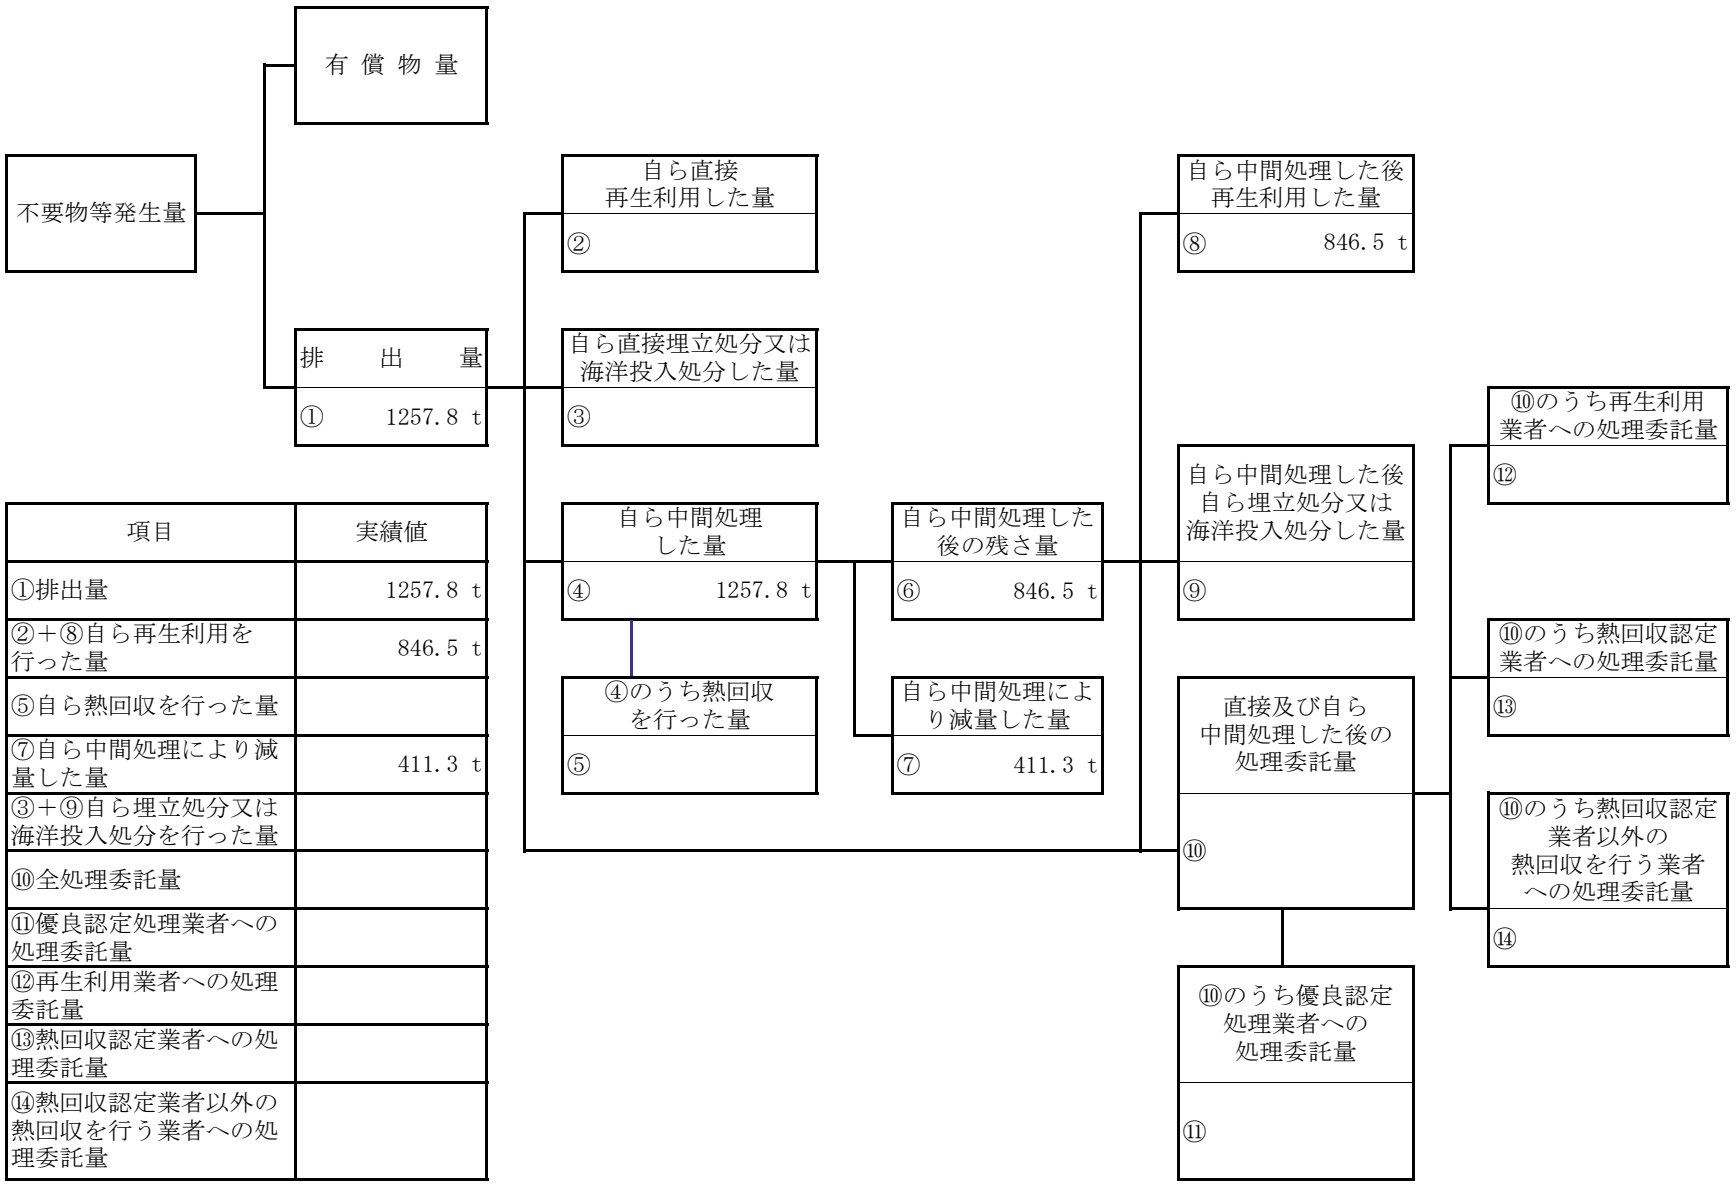 有 償 物 量
不要物等発生量
排 出 量
① 1257.8 t
自ら直接
再生利用した量
②
自ら直接埋立処分又は
海洋投入処分した量
③
自ら中間処理
した量
④ 1257.8 t
④のうち熱回収
を行った量
⑤
自ら中間処理した
後の残さ量
⑥ 846.5 t
自ら中間処理によ
り減量した量
⑦ 411.3 t
自ら中間処理した後
再生利用した量
⑧ 846.5 t
自ら中間処理した後
自ら埋立処分又は
海洋投入処分した量
⑨
直接及び自ら
中間処理した後の
処理委託量
⑩
⑩のうち優良認定
処理業者への
処理委託量
⑪
⑩のうち再生利用
業者への処理委託量
⑫
⑩のうち熱回収認定
業者への処理委託量
⑬
⑩のうち熱回収認定
業者以外の
熱回収を行う業者
への処理委託量
⑭
項目 実績値
①排出量 1257.8 t
②＋⑧自ら再生利用を
行った量 846.5 t
⑤自ら熱回収を行った量
⑦自ら中間処理により減
量した量 411.3 t
③＋⑨自ら埋立処分又は
海洋投入処分を行った量
⑩全処理委託量
⑪優良認定処理業者への
処理委託量
⑫再生利用業者への処理
委託量
⑬熱回収認定業者への処
理委託量
⑭熱回収認定業者以外の
熱回収を行う業者への処
理委託量